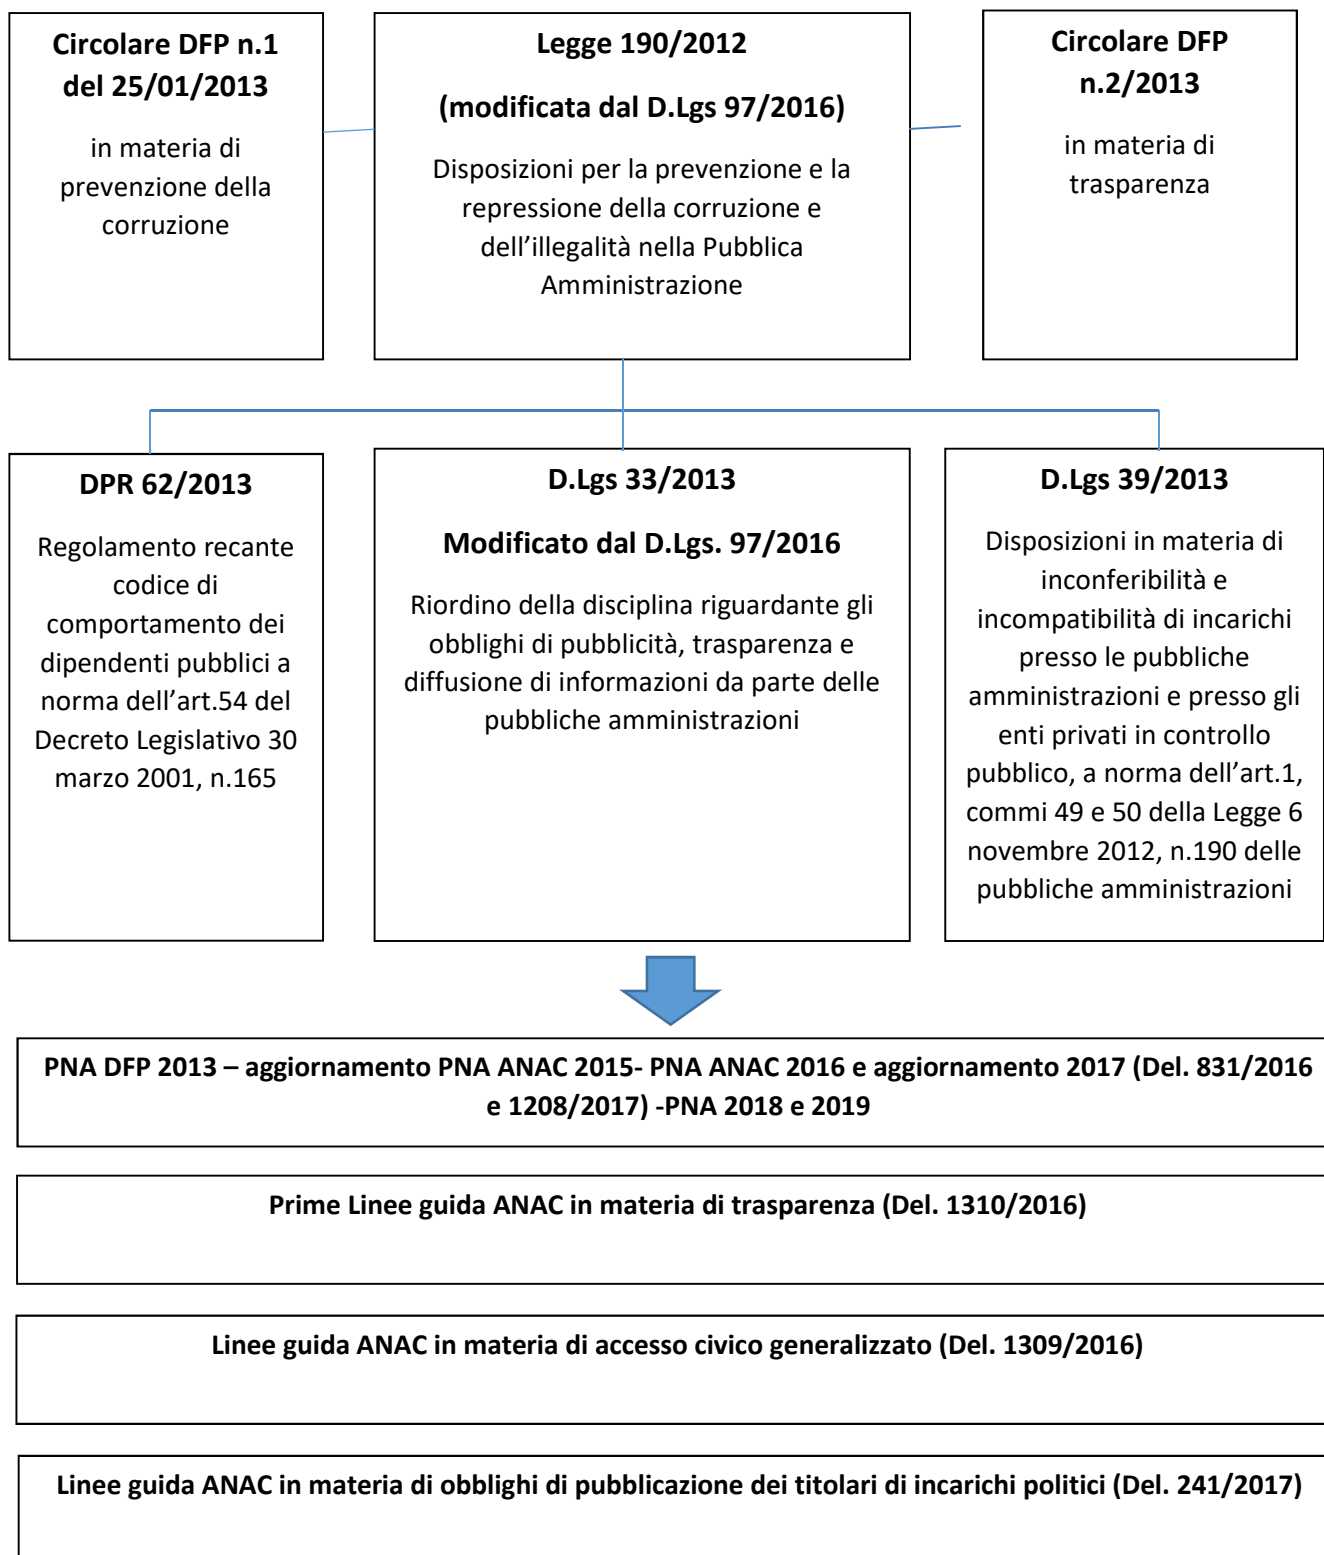 Circolare DFP n.1
del 25/01/2013
in materia di
prevenzione della
corruzione
Legge 190/2012
(modificata dal D.Lgs 97/2016)
Disposizioni per la prevenzione e la
repressione della corruzione e
dell’illegalità nella Pubblica
Amministrazione
Circolare DFP
n.2/2013
in materia di
trasparenza
DPR 62/2013
Regolamento recante
codice di
comportamento dei
dipendenti pubblici a
norma dell’art.54 del
Decreto Legislativo 30
marzo 2001, n.165
D.Lgs 33/2013
Modificato dal D.Lgs. 97/2016
Riordino della disciplina riguardante gli
obblighi di pubblicità, trasparenza e
diffusione di informazioni da parte delle
pubbliche amministrazioni
D.Lgs 39/2013
Disposizioni in materia di
inconferibilità e
incompatibilità di incarichi
presso le pubbliche
amministrazioni e presso gli
enti privati in controllo
pubblico, a norma dell’art.1,
commi 49 e 50 della Legge 6
novembre 2012, n.190 delle
pubbliche amministrazioni
PNA DFP 2013 – aggiornamento PNA ANAC 2015- PNA ANAC 2016 e aggiornamento 2017 (Del. 831/2016
e 1208/2017) -PNA 2018 e 2019
Prime Linee guida ANAC in materia di trasparenza (Del. 1310/2016)
Linee guida ANAC in materia di accesso civico generalizzato (Del. 1309/2016)
Linee guida ANAC in materia di obblighi di pubblicazione dei titolari di incarichi politici (Del. 241/2017)